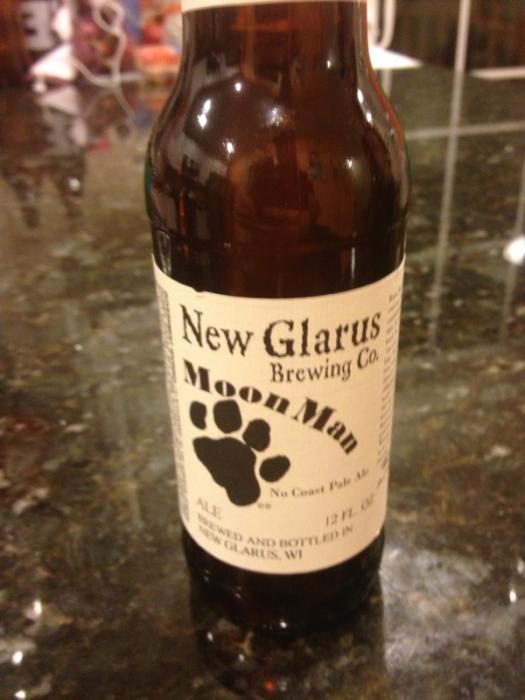 New Glarus
Brewing Co.
Moon Man
No Coast Pale Ale
ALE
12 FL. OZ.
BREWED AND BOTTLED IN
NEW GLARUS, WI